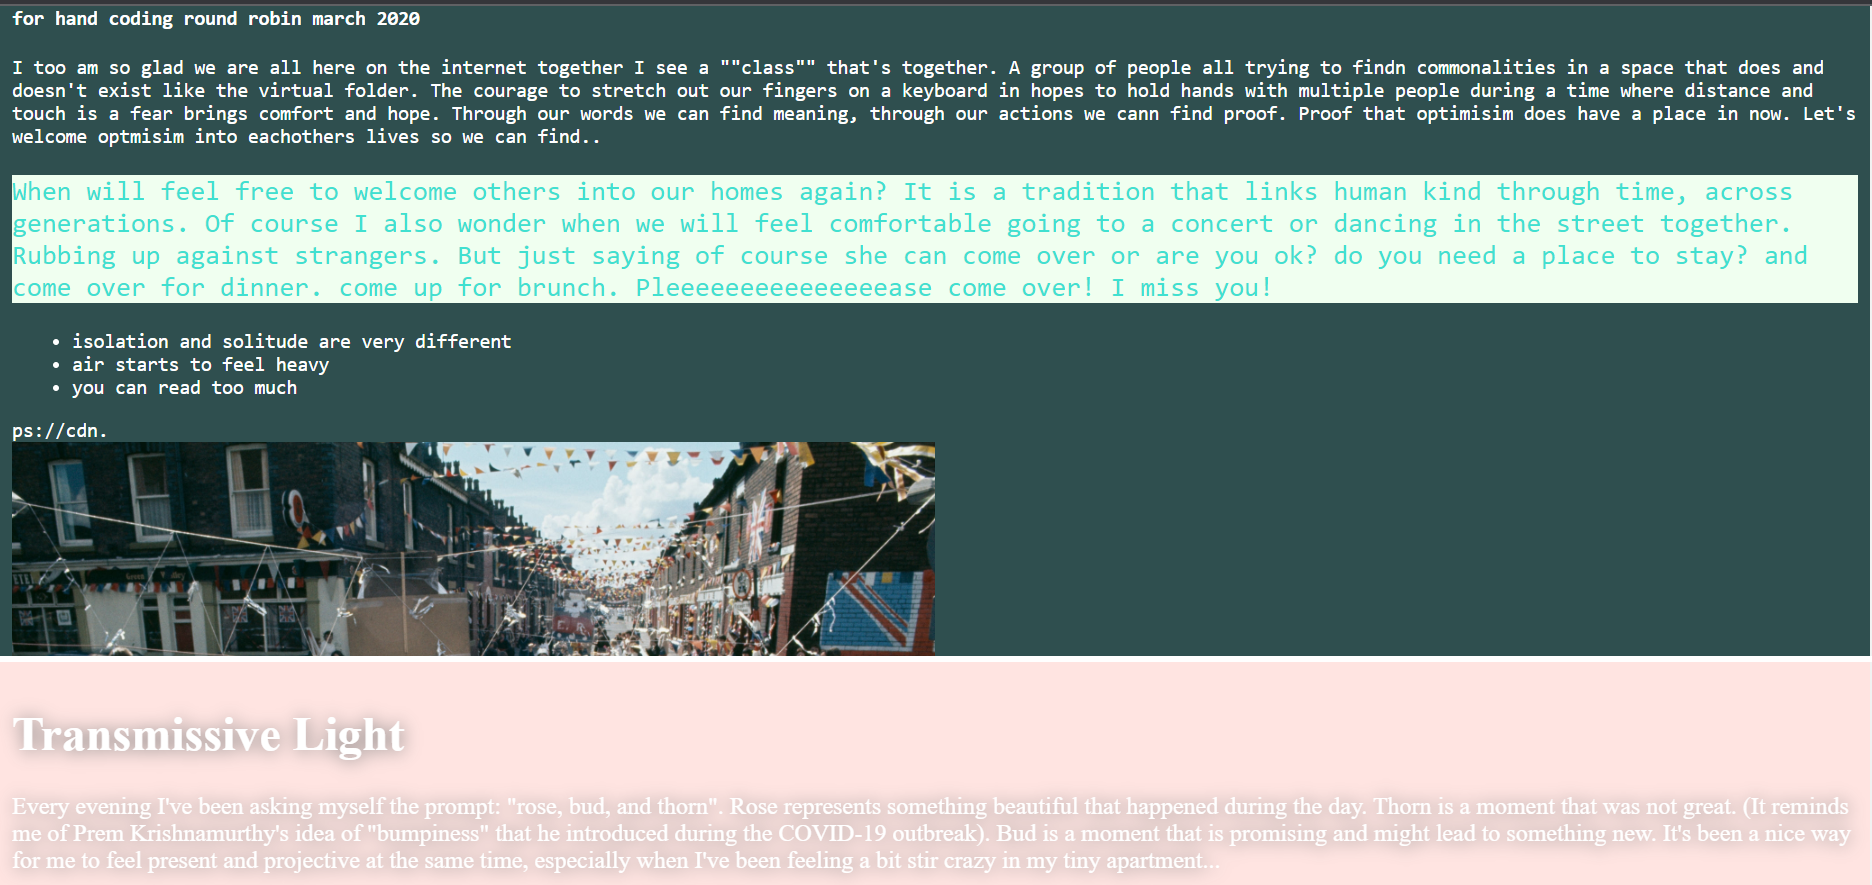 for hand coding round robin march 2020
I too am so glad we are all here on the internet together I see a ""class"" that's together. A group of people all trying to findn commonalities in a space that does and
doesn't exist like the virtual folder. The courage to stretch out our fingers on a keyboard in hopes to hold hands with multiple people during a time where distance and
touch is a fear brings comfort and hope. Through our words we can find meaning, through our actions we cann find proof. Proof that optimisim does have a place in now. Let's
welcome optmisim into eachothers lives so we can find..
When will feel free to welcome others into our homes again? It is a tradition that links human kind through time, across
generations. Of course I also wonder when we will feel comfortable going to a concert or dancing in the street together.
Rubbing up against strangers. But just saying of course she can come over or are you ok? do you need a place to stay? and
come over for dinner. come up for brunch. Pleeeeeeeeeeeeeeease come over! I miss you!
• isolation and solitude are very different
• air starts to feel heavy
• you can read too much
ps://cdn.
Transmissive Light
Every evening I've been asking myself the prompt: "rose, bud, and thorn". Rose represents something beautiful that happened during the day. Thorn is a moment that was not great. (It reminds
me of Prem Krishnamurthy's idea of "bumpiness" that he introduced during the COVID-19 outbreak). Bud is a moment that is promising and might lead to something new. It's been a nice way
for me to feel present and projective at the same time, especially when I've been feeling a bit stir crazy in my tiny apartment...